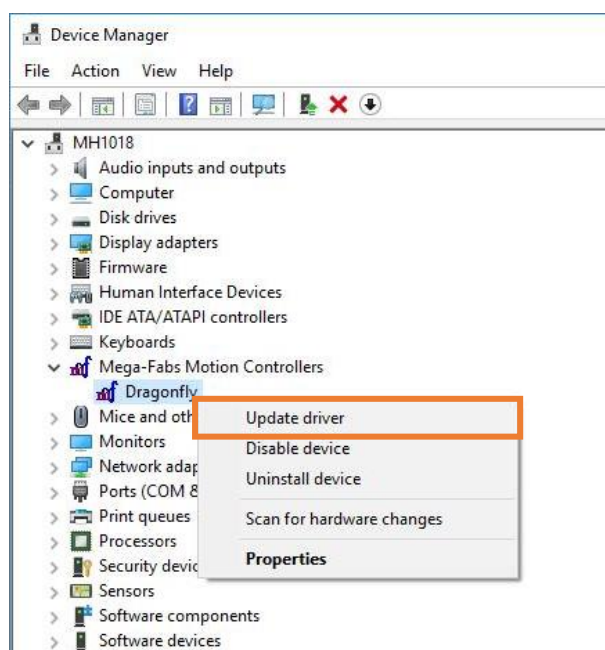 Device Manager
File Action View Help
MH1018
Audio inputs and outputs
Computer
Disk drives
Display adapters
Firmware
Human Interface Devices
IDE ATA/ATAPI controllers
Keyboards
Mega-Fabs Motion Controllers
Dragonfly
Mice and oth
Monitors
Network adap
Ports (COM &
Print queues
Processors
Security devic
Sensors
Software components
Software devices
Update driver
Disable device
Uninstall device
Scan for hardware changes
Properties